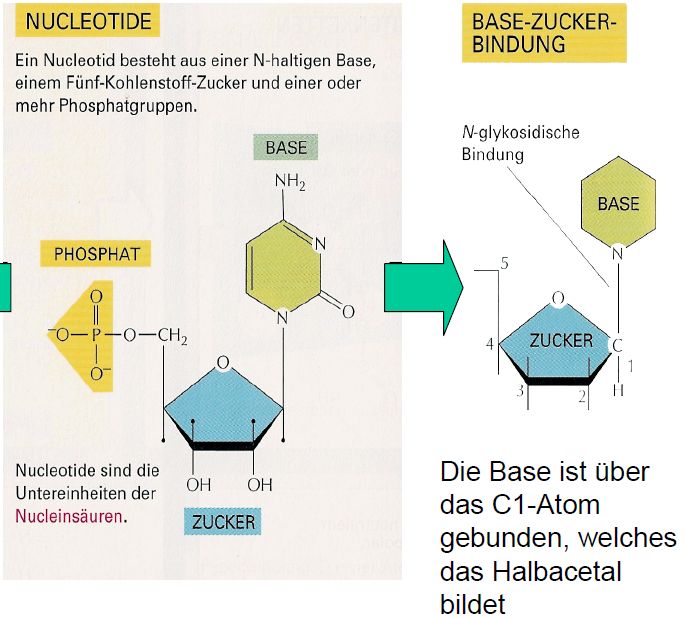 NUCLEOTIDE
Ein Nucleotid besteht aus einer N-haltigen Base,
einem Fünf-Kohlenstoff-Zucker und einer oder
mehr Phosphatgruppen.
BASE
NH2
N
N
O
PHOSPHAT
O
⁻O—P—O—CH2
O⁻
O
OH OH
ZUCKER
Nucleotide sind die
Untereinheiten der
Nucleinsäuren.
BASE-ZUCKER-
BINDUNG
N-glykosidische
Bindung
BASE
N
5
O
4
ZUCKER
C
1
3
2
H
Die Base ist über
das C1-Atom
gebunden, welches
das Halbacetal
bildet